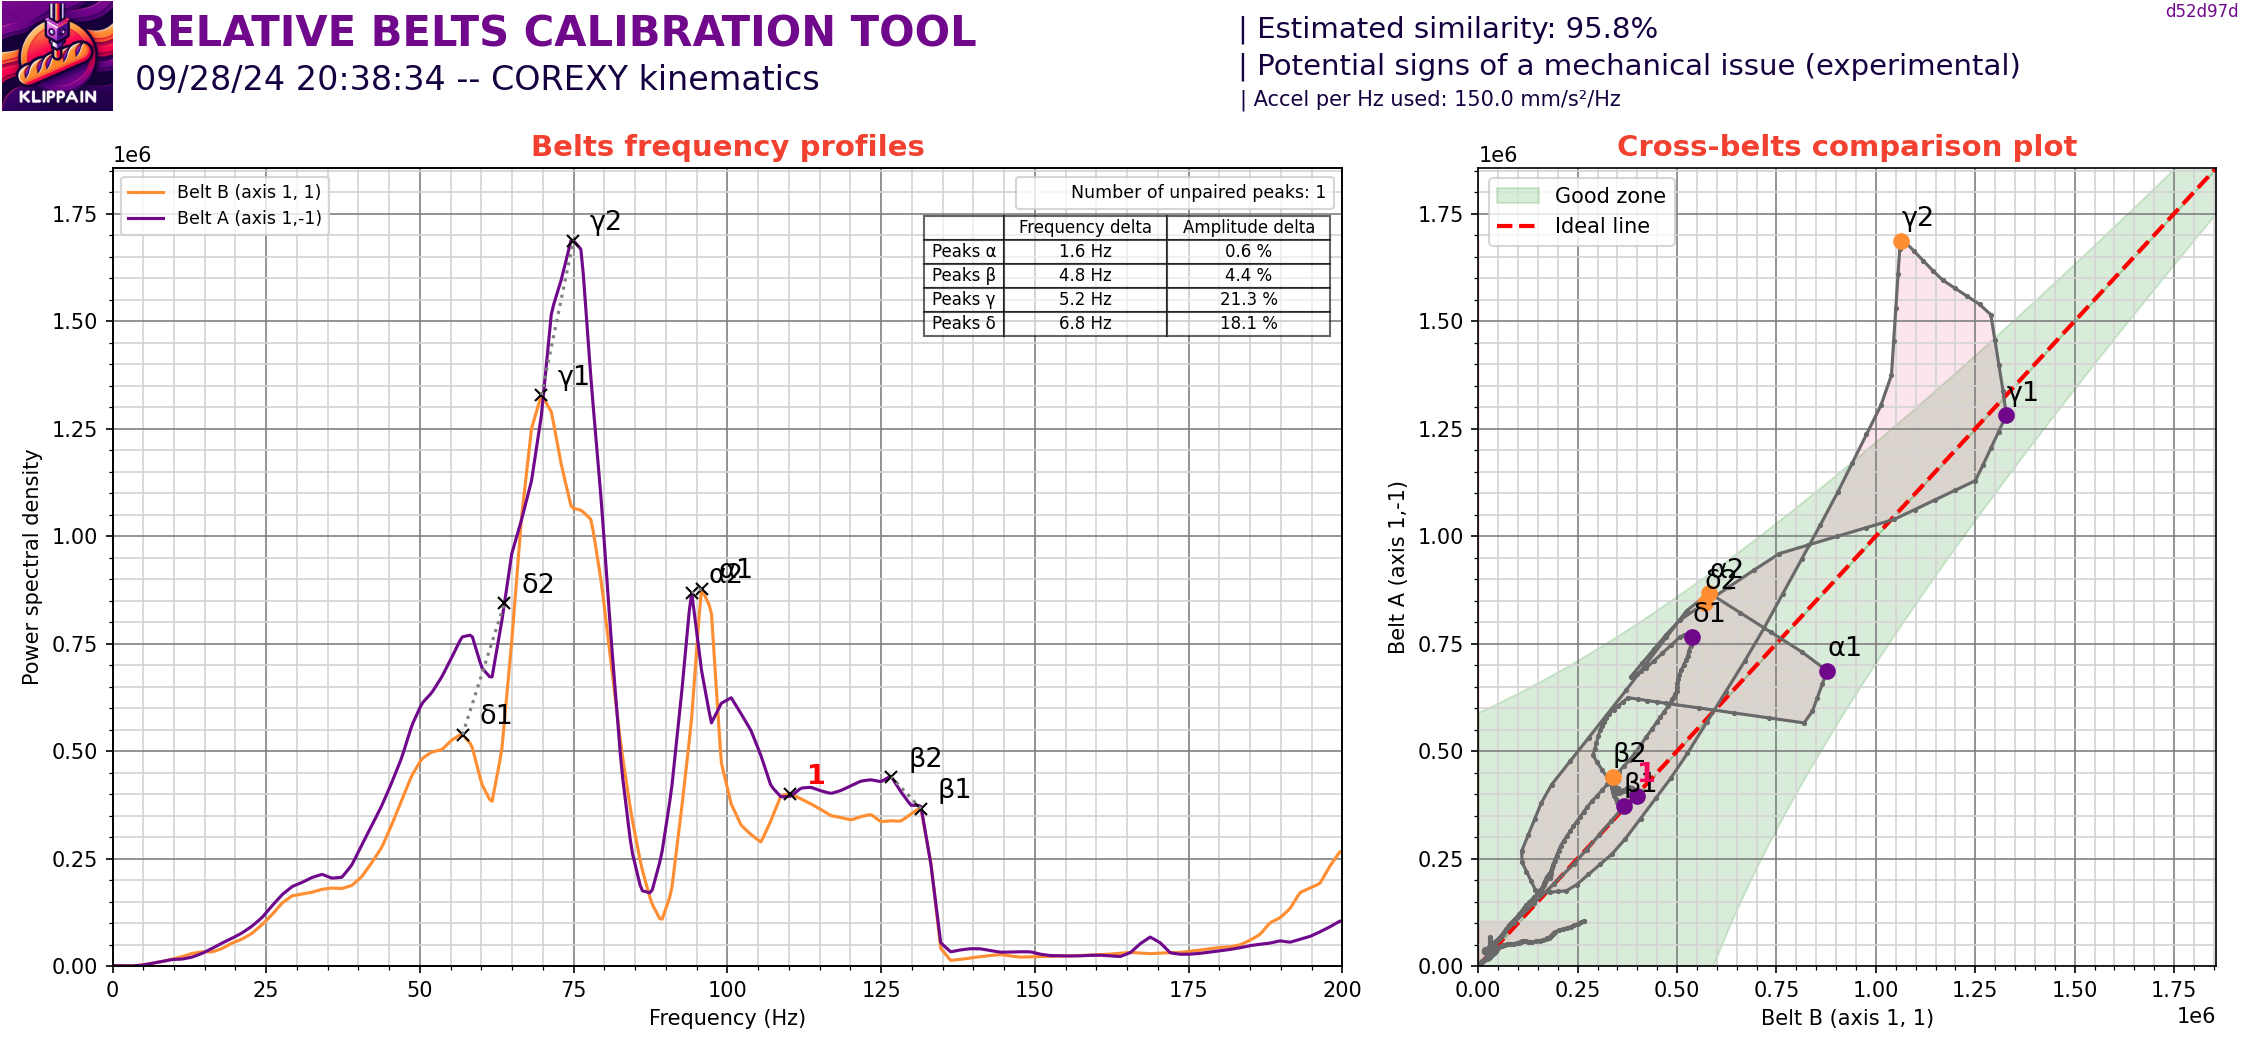 d52d97d
KLIPPAIN
RELATIVE BELTS CALIBRATION TOOL
09/28/24 20:38:34 -- COREXY kinematics
| Estimated similarity: 95.8%
| Potential signs of a mechanical issue (experimental)
| Accel per Hz used: 150.0 mm/s²/Hz
Belts frequency profiles
1e6
Belt B (axis 1, 1)
Belt A (axis 1,-1)
Number of unpaired peaks: 1
Frequency delta Amplitude delta
Peaks α 1.6 Hz 0.6 %
Peaks β 4.8 Hz 4.4 %
Peaks γ 5.2 Hz 21.3 %
Peaks δ 6.8 Hz 18.1 %
γ2
γ1
δ2
δ1
α2
α1
1
β2
β1
1.75
1.50
1.25
1.00
0.75
0.50
0.25
0.00
Power spectral density
0 25 50 75 100 125 150 175 200
Frequency (Hz)
Cross-belts comparison plot
1e6
Good zone
Ideal line
γ2
γ1
α2
δ2
δ1
α1
β2
1
β1
1.75
1.50
1.25
1.00
0.75
0.50
0.25
0.00
Belt A (axis 1,-1)
0.00 0.25 0.50 0.75 1.00 1.25 1.50 1.75
Belt B (axis 1, 1)
1e6